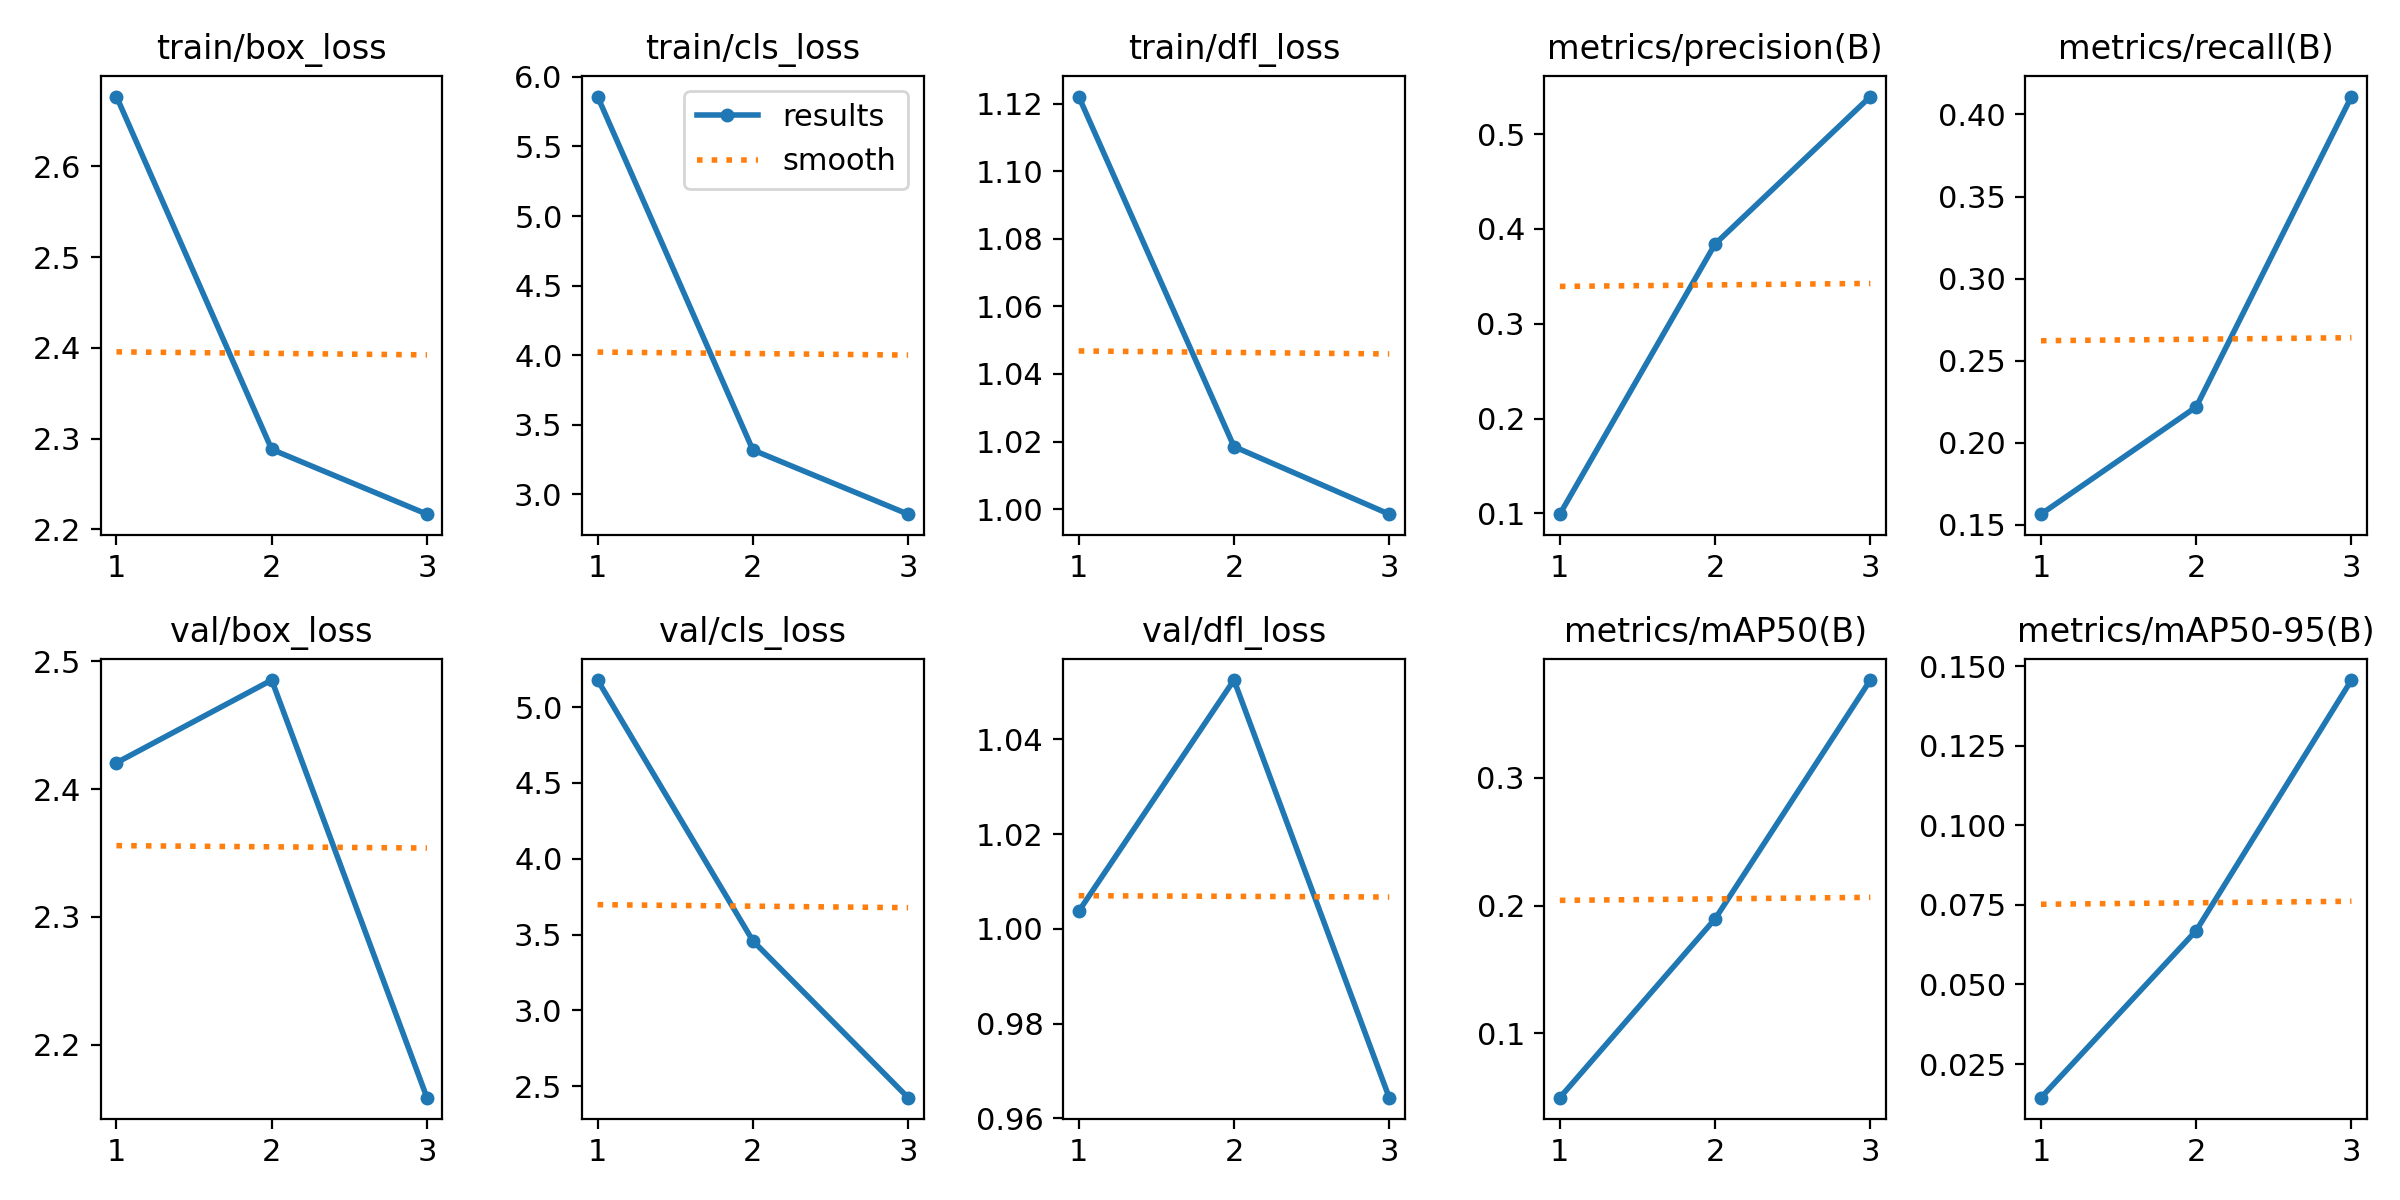 train/box_loss
2.6
2.5
2.4
2.3
2.2
1 2 3
train/cls_loss
6.0
5.5
5.0
4.5
4.0
3.5
3.0
results
smooth
1 2 3
train/dfl_loss
1.12
1.10
1.08
1.06
1.04
1.02
1.00
1 2 3
metrics/precision(B)
0.5
0.4
0.3
0.2
0.1
1 2 3
metrics/recall(B)
0.40
0.35
0.30
0.25
0.20
0.15
1 2 3
val/box_loss
2.5
2.4
2.3
2.2
1 2 3
val/cls_loss
5.0
4.5
4.0
3.5
3.0
2.5
1 2 3
val/dfl_loss
1.04
1.02
1.00
0.98
0.96
1 2 3
metrics/mAP50(B)
0.3
0.2
0.1
1 2 3
metrics/mAP50-95(B)
0.150
0.125
0.100
0.075
0.050
0.025
1 2 3